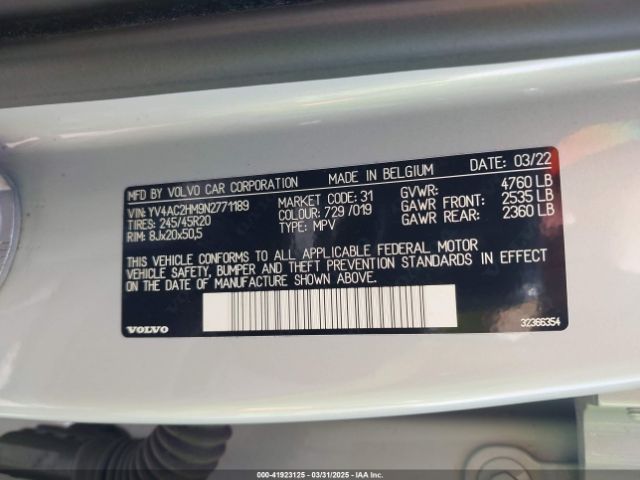 MFD BY VOLVO CAR CORPORATION MADE IN BELGIUM DATE: 03/22
VIN: YV4AC2HM9N2771189 MARKET CODE: 31 GVWR: 4760 LB
TIRES: 245/45R20 COLOUR: 729/019 GAWR FRONT: 2535 LB
RIM: 8Jx20x50,5 TYPE: MPV GAWR REAR: 2360 LB
THIS VEHICLE CONFORMS TO ALL APPLICABLE FEDERAL MOTOR
VEHICLE SAFETY, BUMPER AND THEFT PREVENTION STANDARDS IN EFFECT
ON THE DATE OF MANUFACTURE SHOWN ABOVE.
VOLVO 32366354
000-41923125 - 03/31/2025 - IAA Inc.